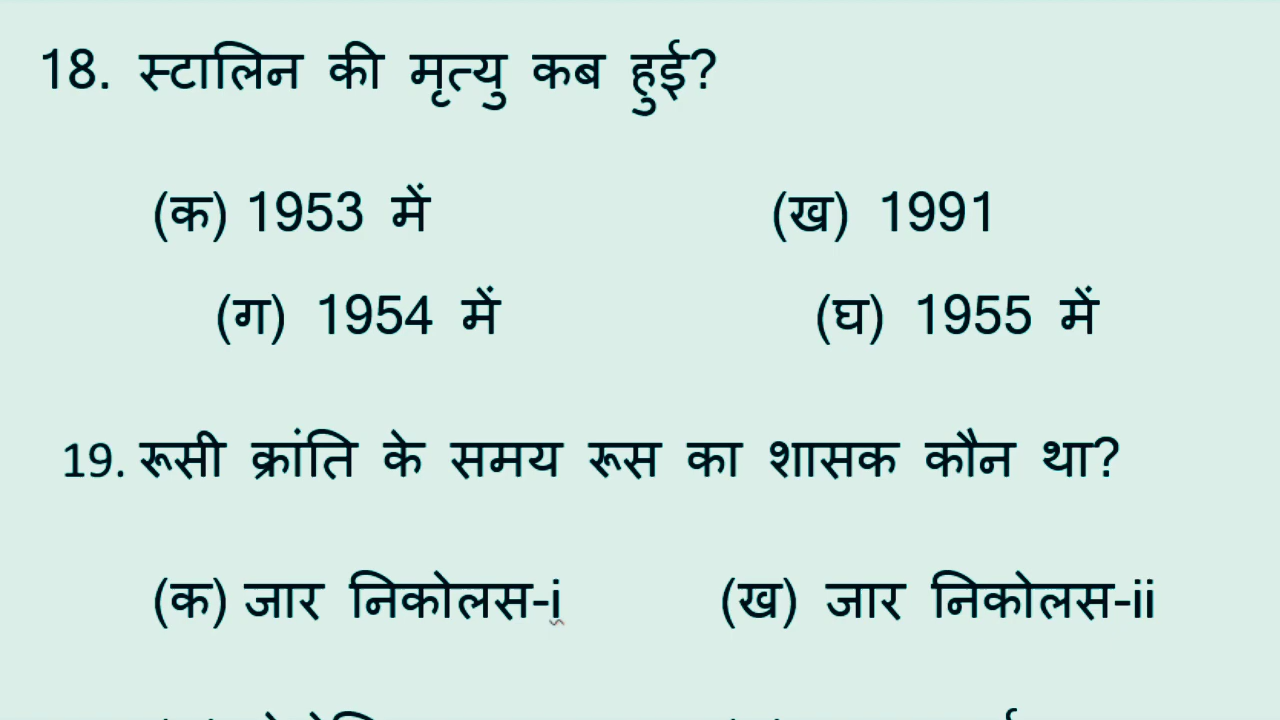 18. स्टालिन की मृत्यु कब हुई?
(क) 1953 में (ख) 1991
(ग) 1954 में (घ) 1955 में
19. रूसी क्रांति के समय रूस का शासक कौन था?
(क) जार निकोलस-i (ख) जार निकोलस-ii